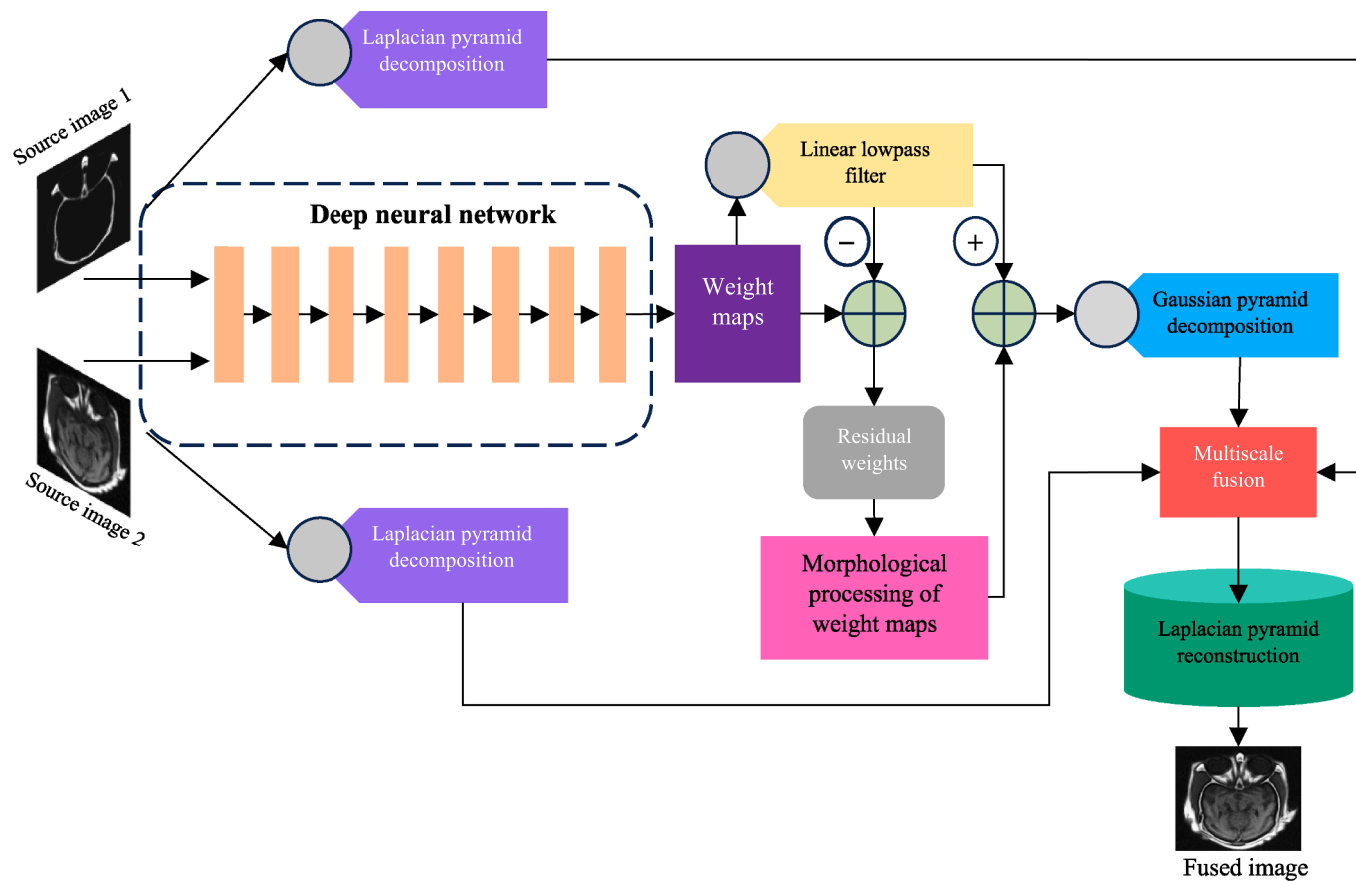 Laplacian pyramid
decomposition
Source image 1
Linear lowpass
filter
Deep neural network
−
+
Weight
maps
Gaussian pyramid
decomposition
Residual
weights
Multiscale
fusion
Source image 2
Laplacian pyramid
decomposition
Morphological
processing of
weight maps
Laplacian pyramid
reconstruction
Fused image